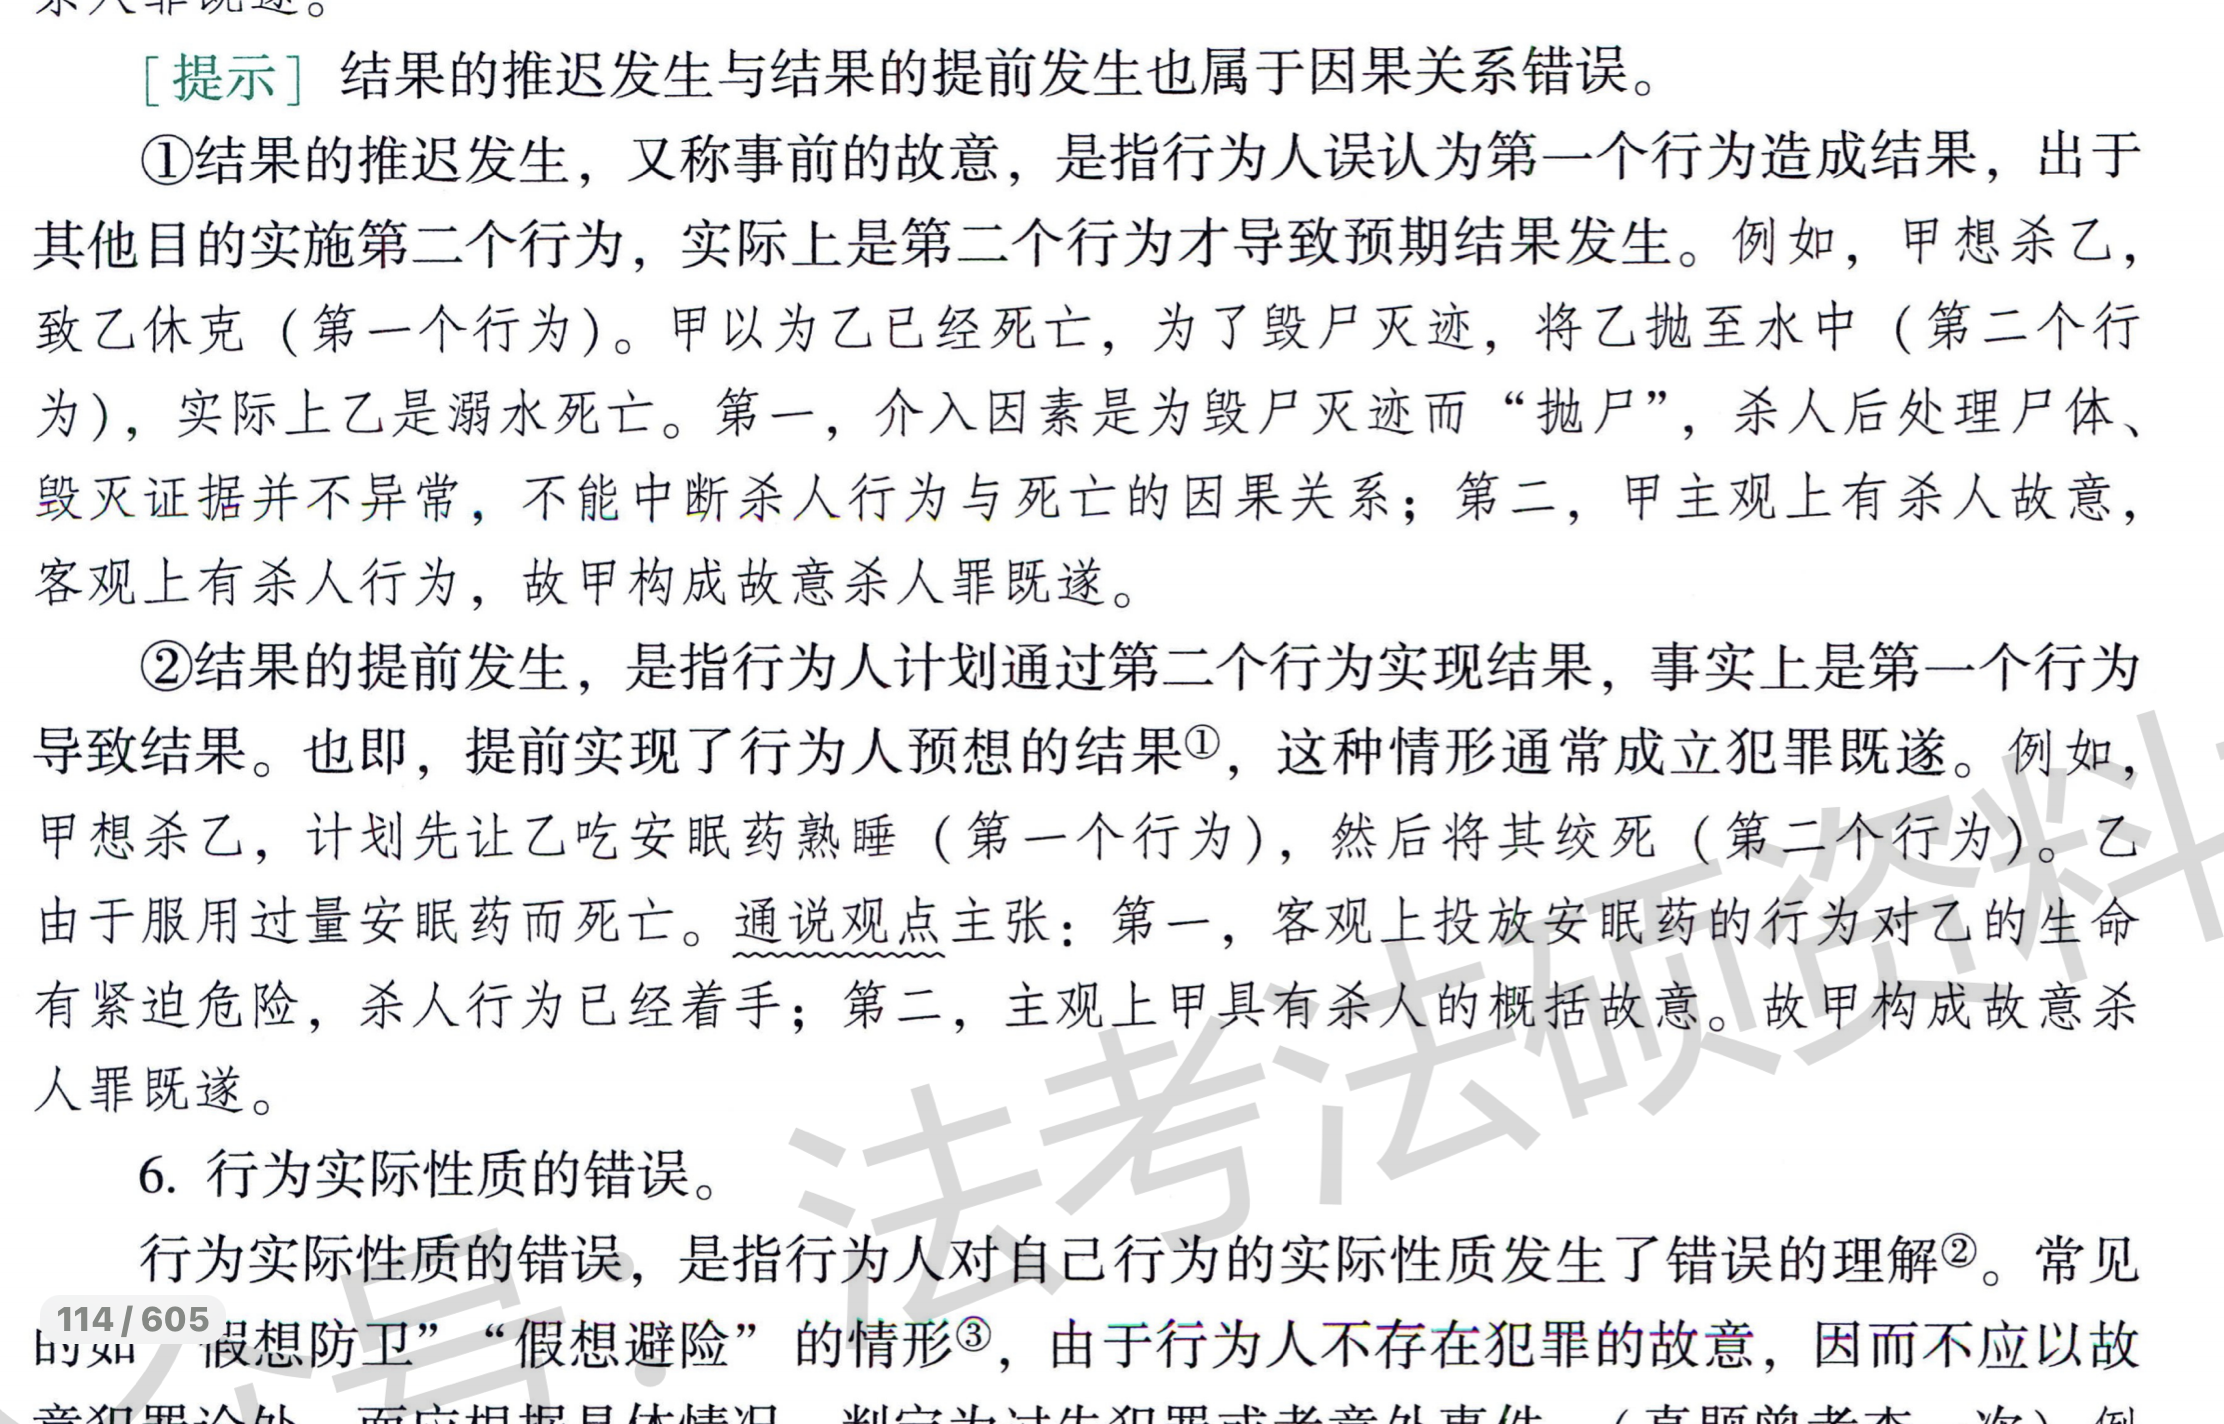 杀人罪既遂。
［提示］ 结果的推迟发生与结果的提前发生也属于因果关系错误。
①结果的推迟发生，又称事前的故意，是指行为人误认为第一个行为造成结果，出于
其他目的实施第二个行为，实际上是第二个行为才导致预期结果发生。例如，甲想杀乙，
致乙休克（第一个行为）。甲以为乙已经死亡，为了毁尸灭迹，将乙抛至水中（第二个行
为），实际上乙是溺水死亡。第一，介入因素是为毁尸灭迹而“抛尸”，杀人后处理尸体、
毁灭证据并不异常，不能中断杀人行为与死亡的因果关系；第二，甲主观上有杀人故意，
客观上有杀人行为，故甲构成故意杀人罪既遂。
②结果的提前发生，是指行为人计划通过第二个行为实现结果，事实上是第一个行为
导致结果。也即，提前实现了行为人预想的结果①，这种情形通常成立犯罪既遂。例如，
甲想杀乙，计划先让乙吃安眠药熟睡（第一个行为），然后将其绞死（第二个行为）。乙
由于服用过量安眠药而死亡。通说观点主张：第一，客观上投放安眠药的行为对乙的生命
有紧迫危险，杀人行为已经着手；第二，主观上甲具有杀人的概括故意。故甲构成故意杀
人罪既遂。
6. 行为实际性质的错误。
行为实际性质的错误，是指行为人对自己行为的实际性质发生了错误的理解②。常见
的如“假想防卫”“假想避险”的情形③，由于行为人不存在犯罪的故意，因而不应以故
意犯罪论处，而应根据具体情况，判定为过失犯罪或者意外事件。（真题曾考查一次）例
114 / 605
公众号：法考法硕资料